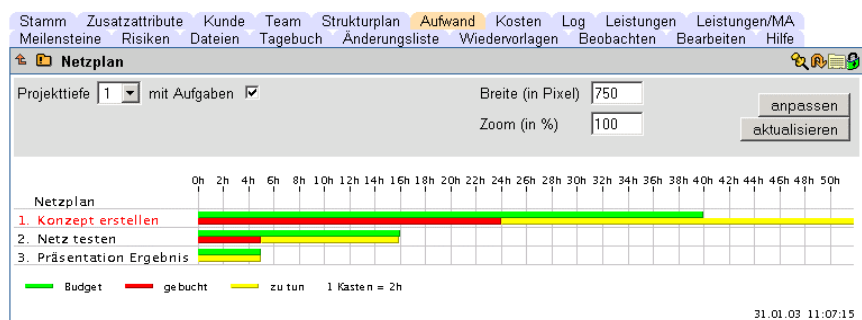 Stamm Zusatzattribute Kunde Team Strukturplan Aufwand Kosten Log Leistungen Leistungen/MA
Meilensteine Risiken Dateien Tagebuch Änderungsliste Wiedervorlagen Beobachten Bearbeiten Hilfe
Netzplan
Projekttiefe 1 mit Aufgaben Breite (in Pixel) 750
anpassen
Zoom (in %) 100
aktualisieren
0h 2h 4h 6h 8h 10h 12h 14h 16h 18h 20h 22h 24h 26h 28h 30h 32h 34h 36h 38h 40h 42h 44h 46h 48h 50h
Netzplan
1. Konzept erstellen
2. Netz testen
3. Präsentation Ergebnis
Budget gebucht zu tun 1 Kasten = 2h
31.01.03 11:07:15